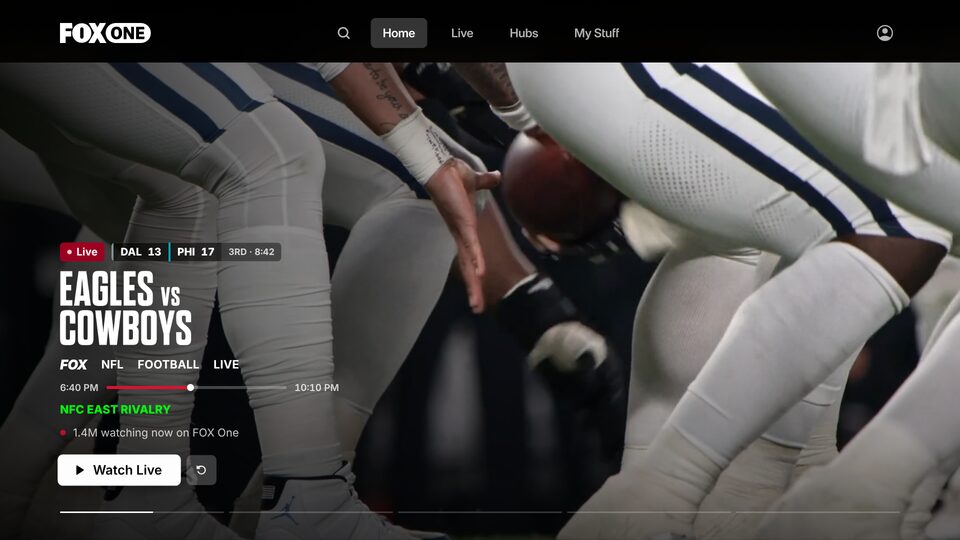 FOX ONE
Home
Live
Hubs
My Stuff
Live DAL 13 PHI 17 3RD · 8:42
EAGLES VS
COWBOYS
FOX NFL FOOTBALL LIVE
6:40 PM 10:10 PM
NFC EAST RIVALRY
1.4M watching now on FOX One
Watch Live